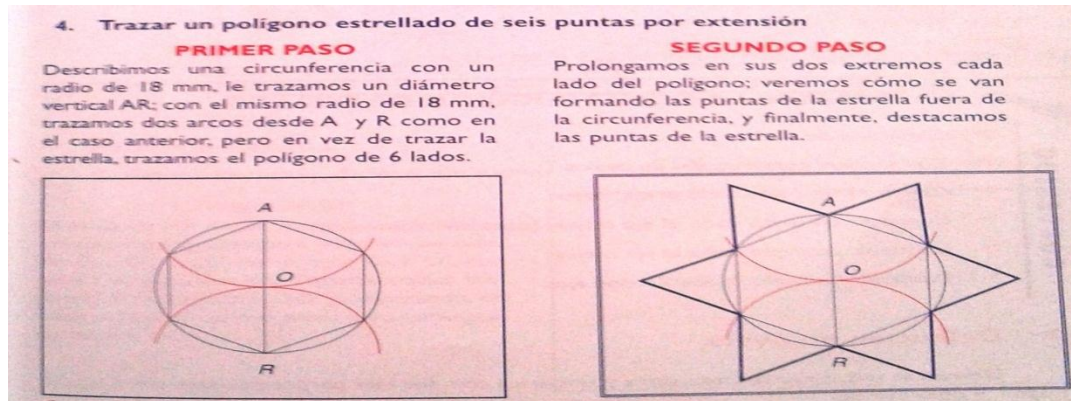 4. Trazar un polígono estrellado de seis puntas por extensión
PRIMER PASO
Describimos una circunferencia con un
radio de 18 mm, le trazamos un diámetro
vertical AR; con el mismo radio de 18 mm,
trazamos dos arcos desde A y R como en
el caso anterior, pero en vez de trazar la
estrella, trazamos el polígono de 6 lados.
SEGUNDO PASO
Prolongamos en sus dos extremos cada
lado del polígono; veremos cómo se van
formando las puntas de la estrella fuera de
la circunferencia, y finalmente, destacamos
las puntas de la estrella.
A
O
R
A
O
R